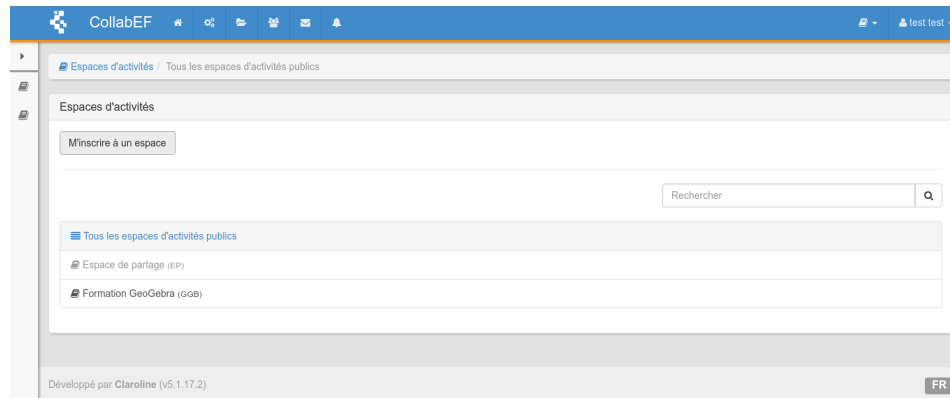 CollabEF
test test
Espaces d'activités / Tous les espaces d'activités publics
Espaces d'activités
M'inscrire à un espace
Rechercher
Tous les espaces d'activités publics
Espace de partage (EP)
Formation GeoGebra (GGB)
Développé par Claroline (v5.1.17.2)
FR